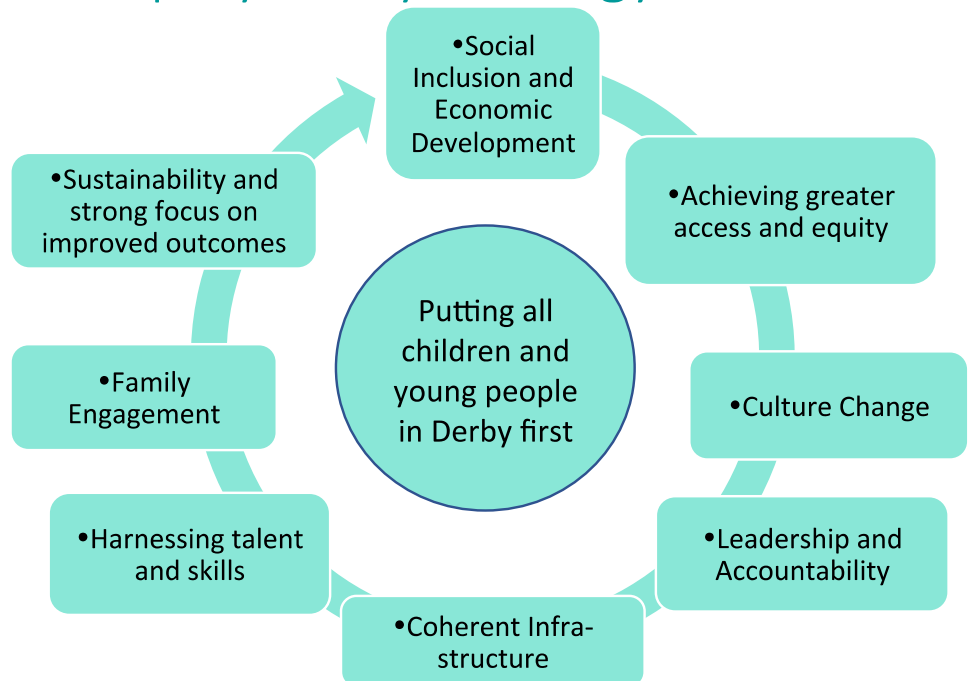 •Social
Inclusion and
Economic
Development
•Achieving greater
access and equity
•Culture Change
•Leadership and
Accountability
•Coherent Infra-
structure
•Harnessing talent
and skills
•Family
Engagement
•Sustainability and
strong focus on
improved outcomes
Putting all
children and
young people
in Derby first